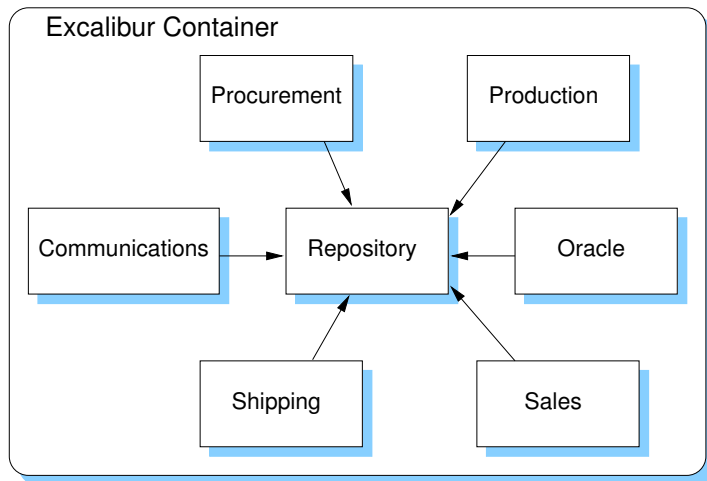 Excalibur Container
Procurement
Production
Communications
Repository
Oracle
Shipping
Sales